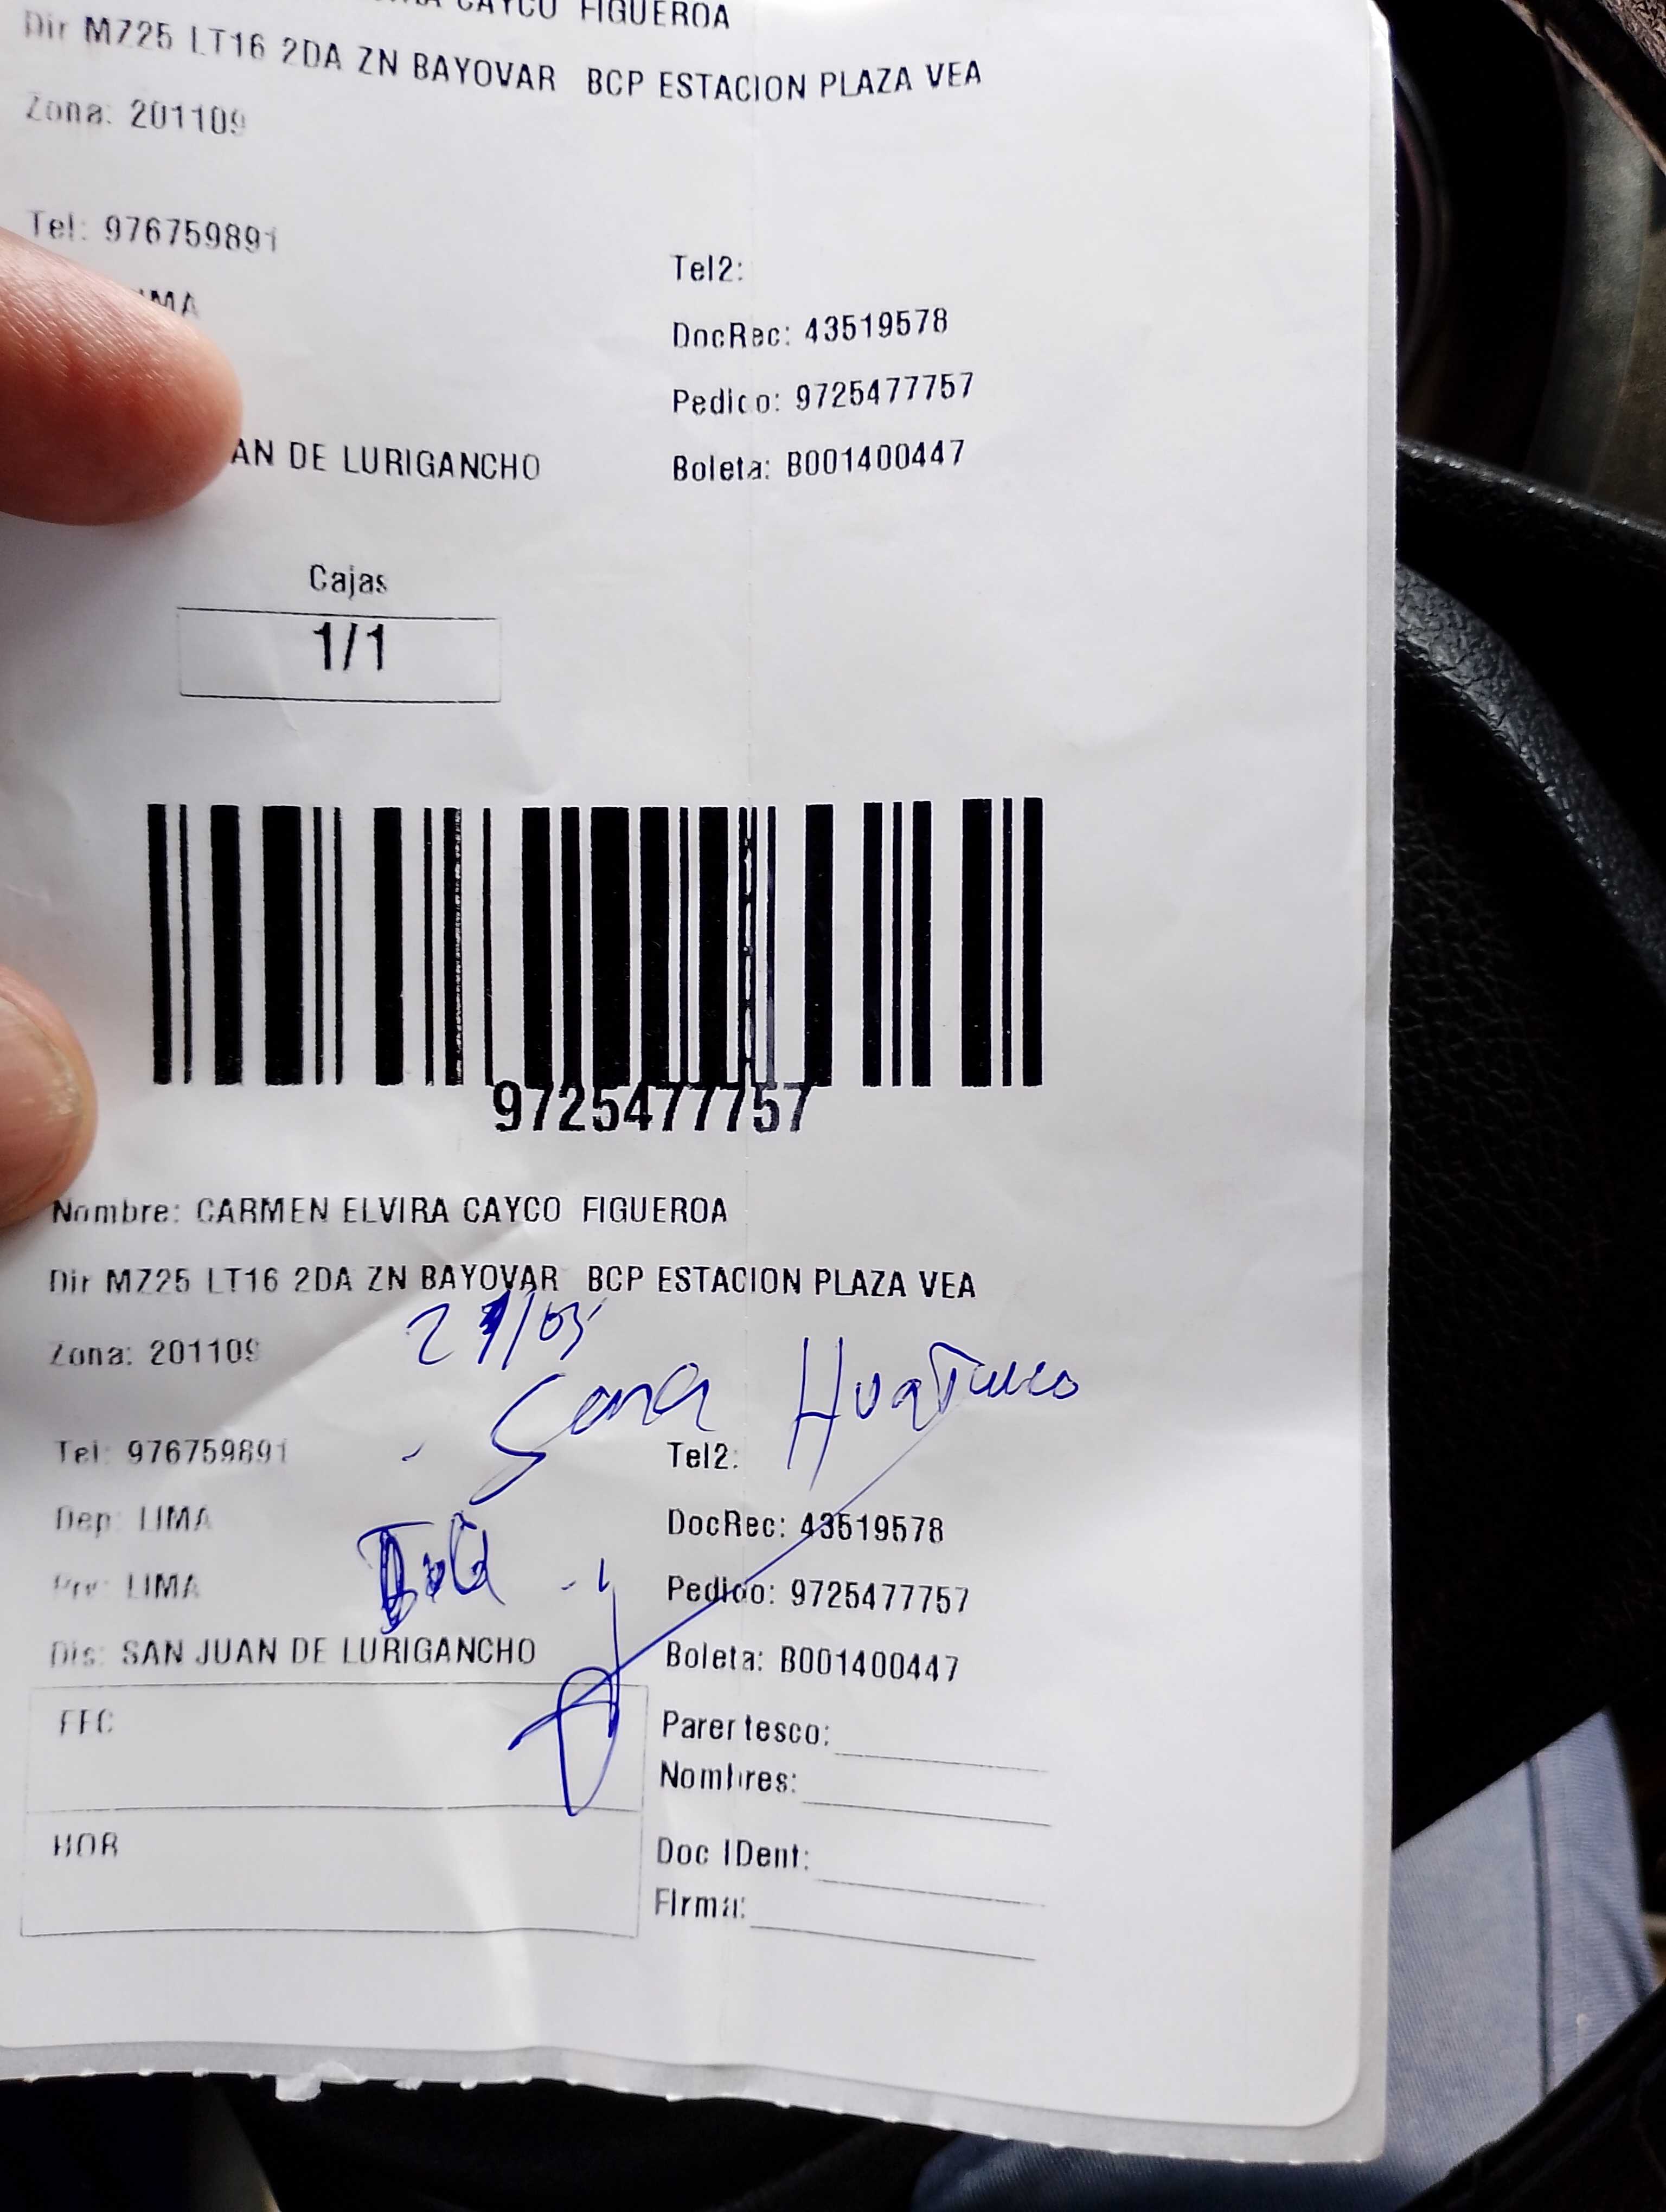 CAYCO FIGUEROA
Dir MZ25 LT16 2DA ZN BAYOVAR BCP ESTACION PLAZA VEA
Zona: 201109
Tel: 976759891
Tel2:
IMA
DocRec: 43519578
Pedido: 9725477757
AN DE LURIGANCHO
Boleta: B001400447
Cajas
1/1
9725477757
Nombre: CARMEN ELVIRA CAYCO FIGUEROA
Dir MZ25 LT16 2DA ZN BAYOVAR BCP ESTACION PLAZA VEA
Zona: 201109
Tel: 976759891
Tel2:
Dep: LIMA
DocRec: 43519578
Prv: LIMA
Pedido: 9725477757
Dis: SAN JUAN DE LURIGANCHO
Boleta: B001400447
Parentesco:
Nombres:
HOR
Doc IDent:
Firma: